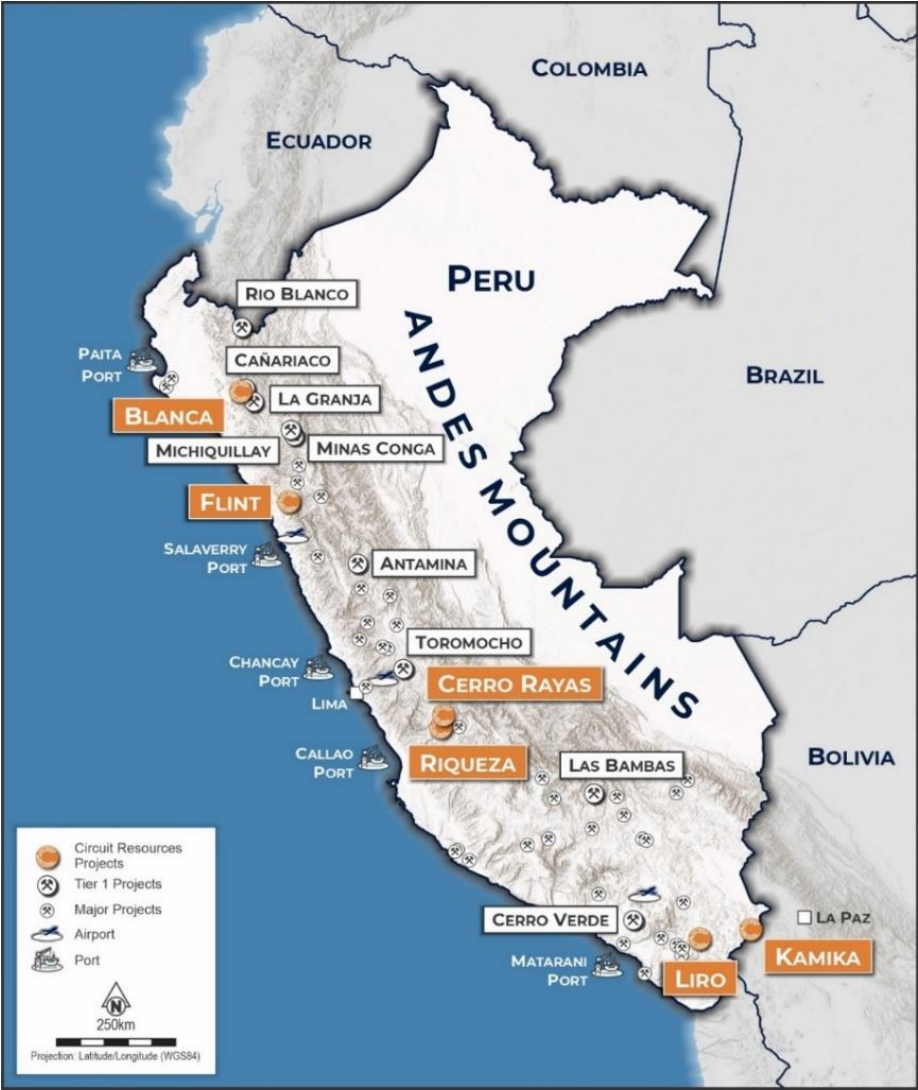 COLOMBIA
ECUADOR
PERU
RIO BLANCO
ANDES MOUNTAINS
PAITA
PORT
CAÑARIACO
BRAZIL
LA GRANJA
BLANCA
MICHIQUILLAY
MINAS CONGA
FLINT
SALAVERRY
PORT
ANTAMINA
TOROMOCHO
CHANCAY
PORT
CERRO RAYAS
LIMA
CALLAO
PORT
RIQUEZA
LAS BAMBAS
BOLIVIA
CERRO VERDE
LA PAZ
KAMIKA
MATARANI
PORT
LIRO
Circuit Resources
Projects
Tier 1 Projects
Major Projects
Airport
Port
N
250km
Projection: Latitude/Longitude (WGS84)